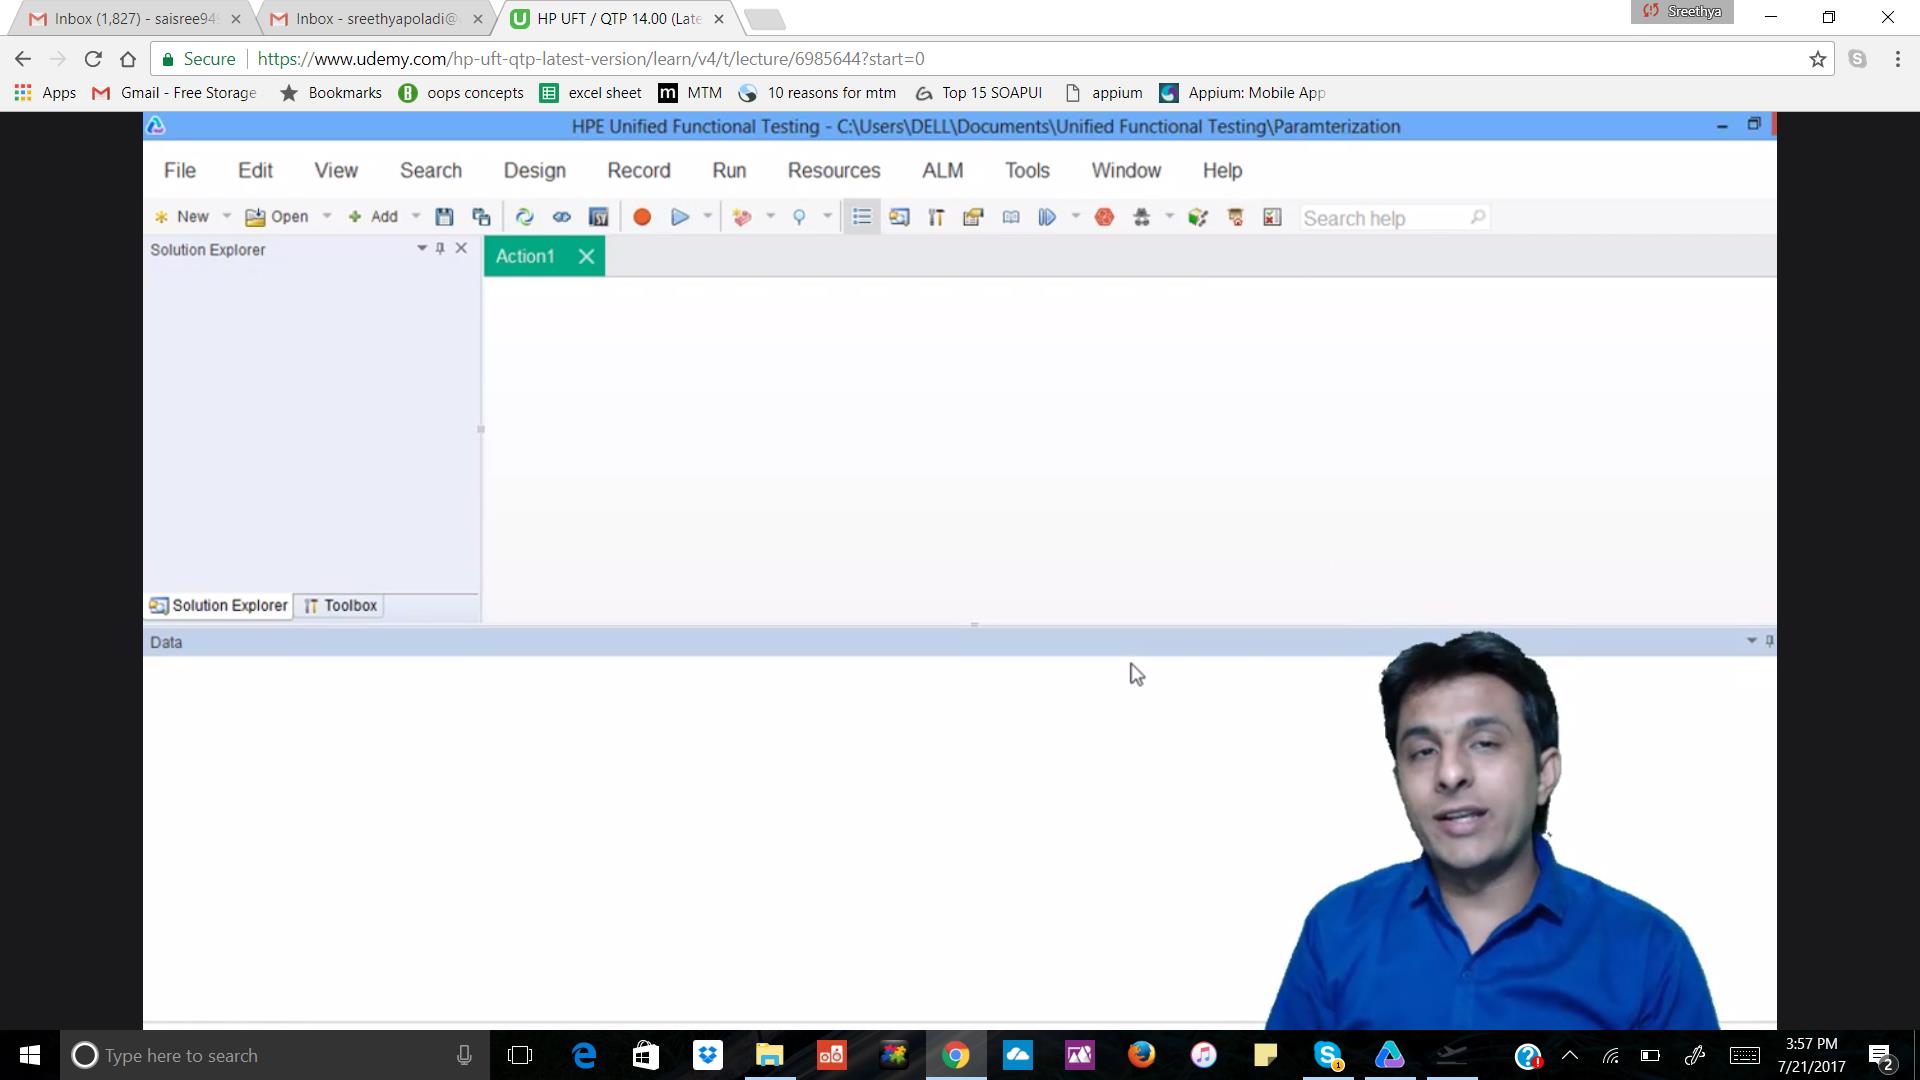 Inbox (1,827) - saisree949
Inbox - sreethyapoladi@
HP UFT / QTP 14.00 (Late
Sreethya
Secure
https://www.udemy.com/hp-uft-qtp-latest-version/learn/v4/t/lecture/6985644?start=0
Apps Gmail - Free Storage Bookmarks oops concepts excel sheet MTM 10 reasons for mtm Top 15 SOAPUI appium Appium: Mobile App
HPE Unified Functional Testing - C:\Users\DELL\Documents\Unified Functional Testing\Paramterization
File Edit View Search Design Record Run Resources ALM Tools Window Help
New Open Add Search help
Solution Explorer
Action1
Solution Explorer Toolbox
Data
Type here to search
3:57 PM
7/21/2017
2